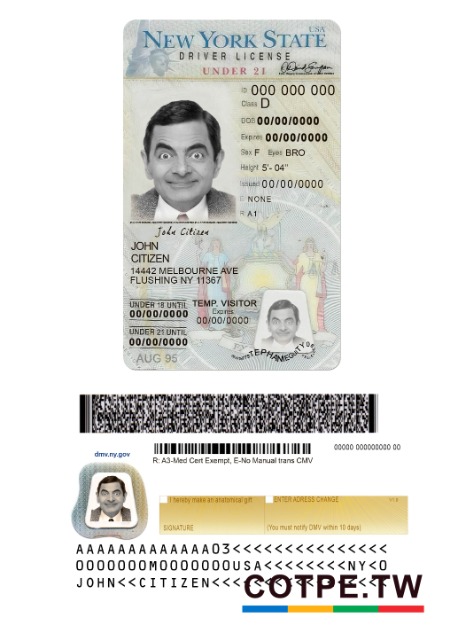 USA
NEW YORK STATE
DRIVER LICENSE
UNDER 21
ID 000 000 000
Class D
DOB 00/00/0000
Expires 00/00/0000
Sex F Eyes BRO
Height 5'- 04"
Issued 00/00/0000
E NONE
R A1
John Citizen
JOHN
CITIZEN
14442 MELBOURNE AVE
FLUSHING NY 11367
UNDER 18 UNTIL
00/00/0000
TEMP. VISITOR
Expires
00/00/0000
UNDER 21 UNTIL
00/00/0000
AUG 95
00000 000000000 00
dmv.ny.gov
R: A3-Med Cert Exempt, E-No Manual trans CMV
I hereby make an anatomical gift
ENTER ADRESS CHANGE
SIGNATURE
(You must notify DMV within 10 days)
AAAAAAAAAAAAA03<<<<<<<<<<<<<<<
0000000M0000000USA<<<<<<<<NY<0
JOHN<<CITIZEN<<<<<<<<<<<<<<<<<
COTPE.TW